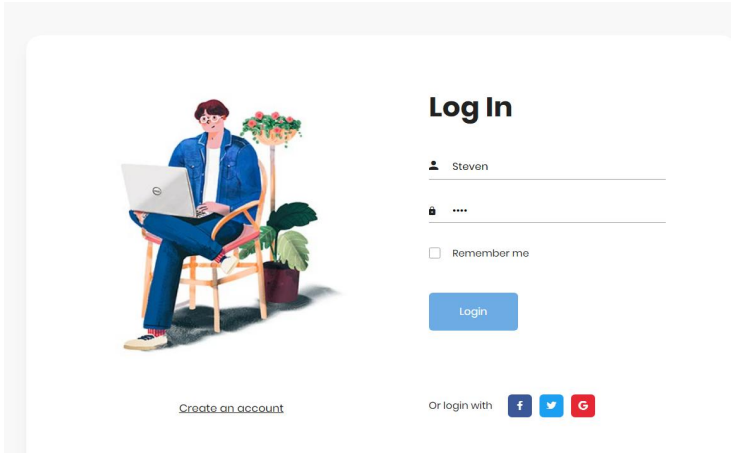 Log In
Steven
••••
Remember me
Login
Create an account
Or login with